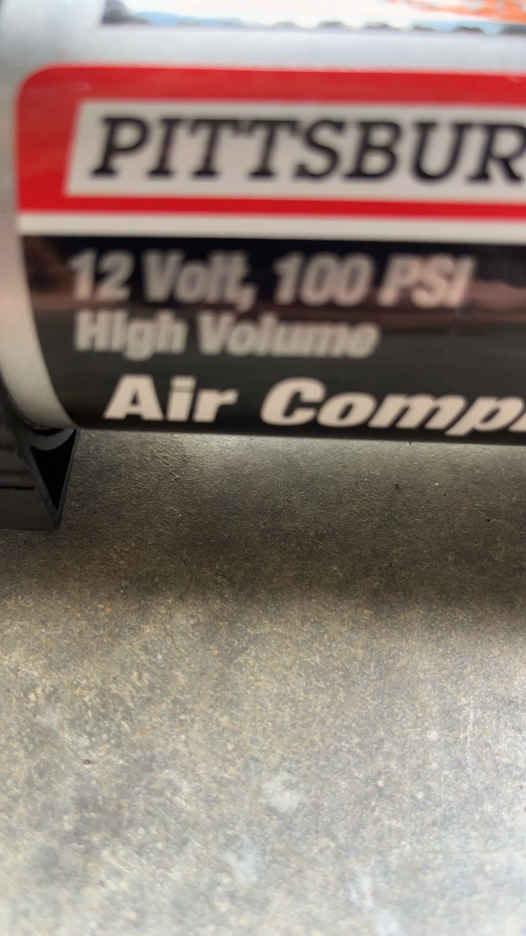 PITTSBUR
12 Volt, 100 PSI
High Volume
Air Comp